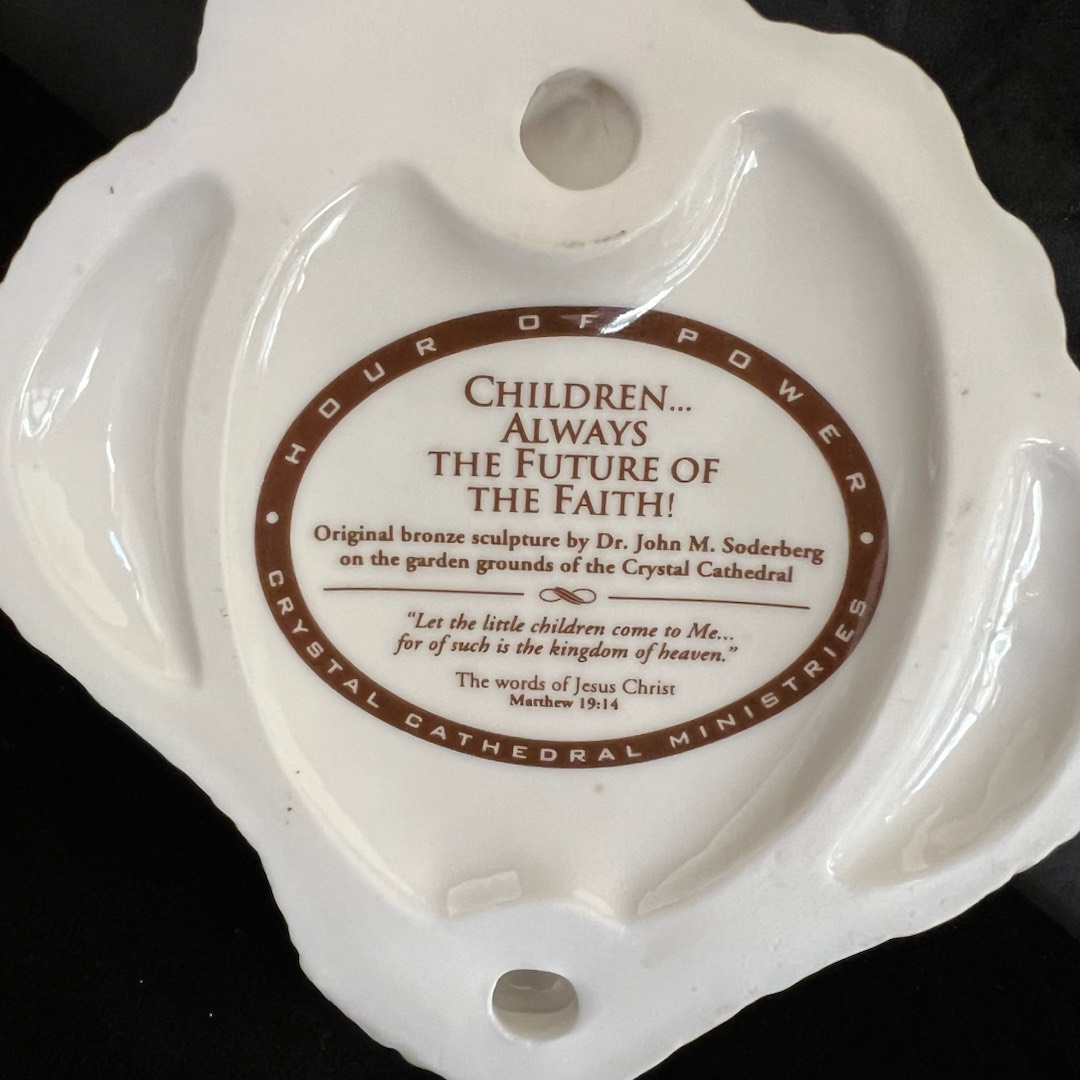 HOUR OF POWER
CHILDREN...
ALWAYS
THE FUTURE OF
THE FAITH!
Original bronze sculpture by Dr. John M. Soderberg
on the garden grounds of the Crystal Cathedral
“Let the little children come to Me...
for of such is the kingdom of heaven.”
The words of Jesus Christ
Matthew 19:14
CRYSTAL CATHEDRAL MINISTRIES